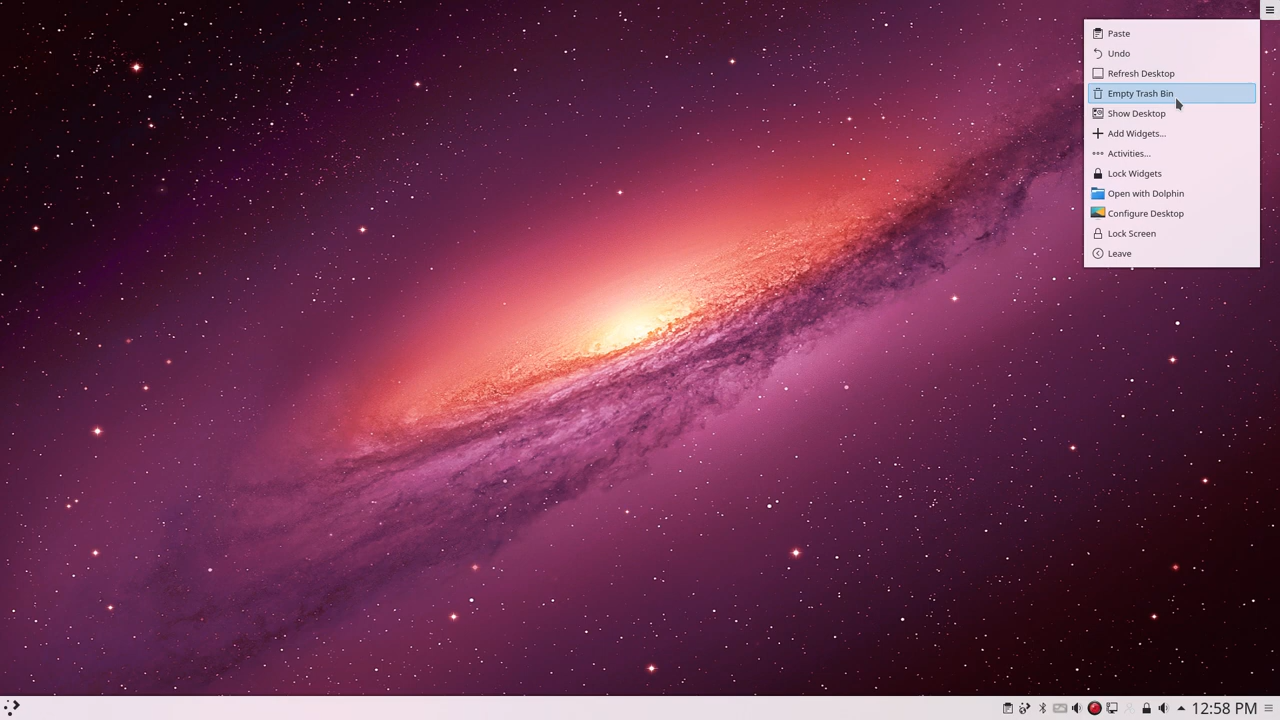 Paste
Undo
Refresh Desktop
Empty Trash Bin
Show Desktop
Add Widgets...
Activities...
Lock Widgets
Open with Dolphin
Configure Desktop
Lock Screen
Leave
12:58 PM